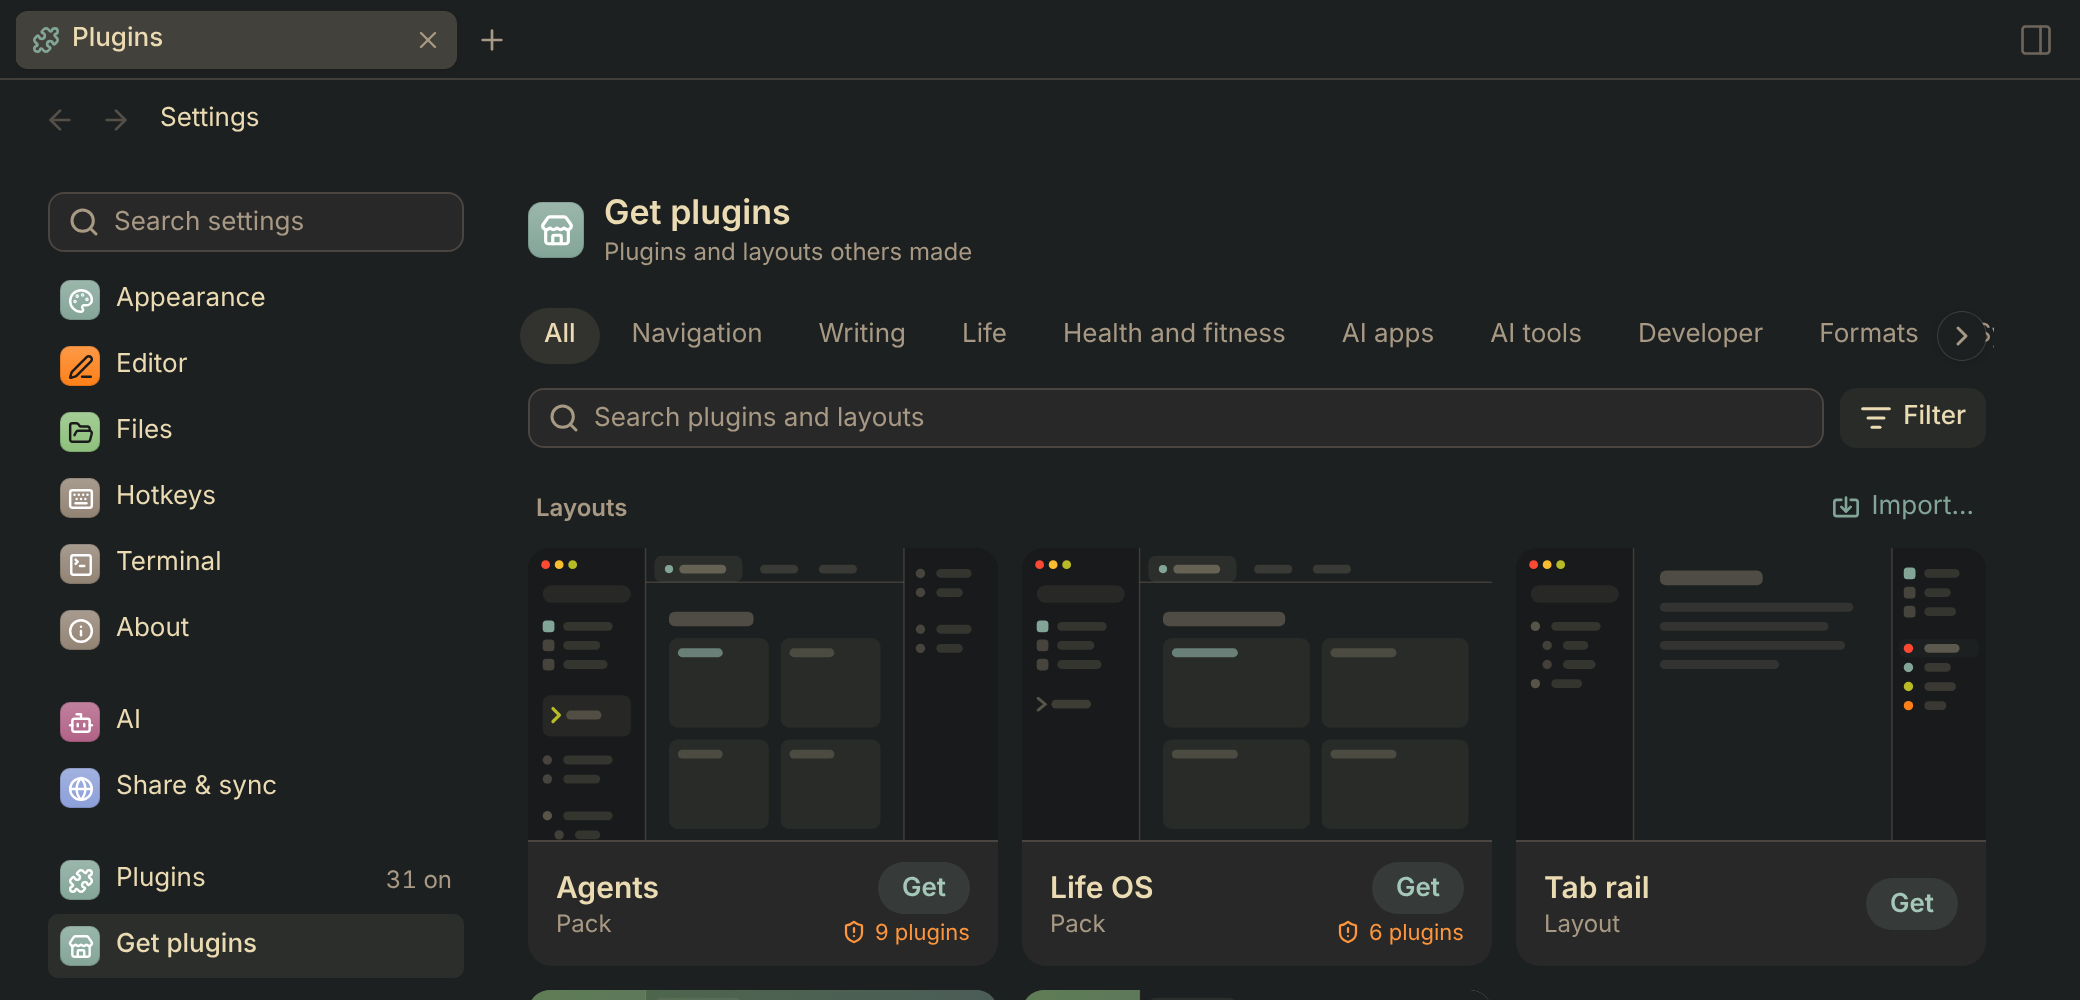 Plugins
Settings
Search settings
Appearance
Editor
Files
Hotkeys
Terminal
About
AI
Share & sync
Plugins 31 on
Get plugins
Get plugins
Plugins and layouts others made
All Navigation Writing Life Health and fitness AI apps AI tools Developer Formats
Search plugins and layouts
Filter
Layouts
Import...
Agents
Pack
Get
9 plugins
Life OS
Pack
Get
6 plugins
Tab rail
Layout
Get